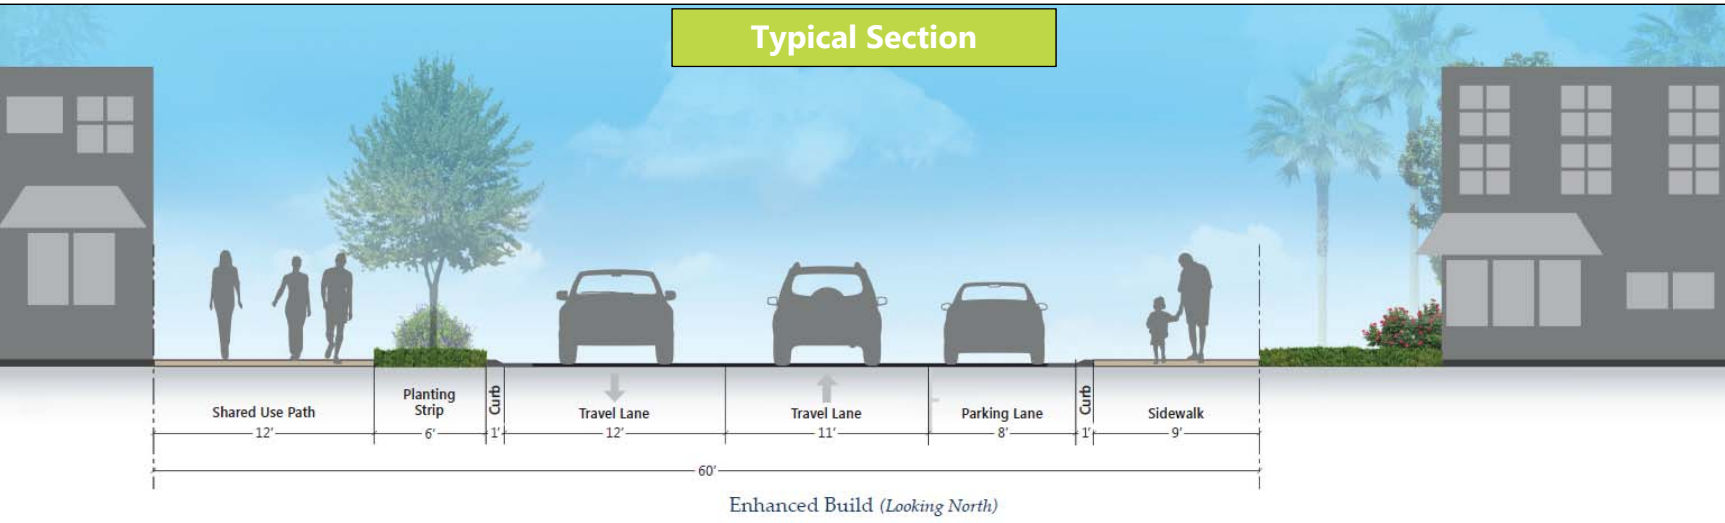 Typical Section
Shared Use Path
Planting
Strip
Curb
Travel Lane
Travel Lane
Parking Lane
Curb
Sidewalk
12'
6'
1'
12'
11'
8'
1'
9'
60'
Enhanced Build (Looking North)